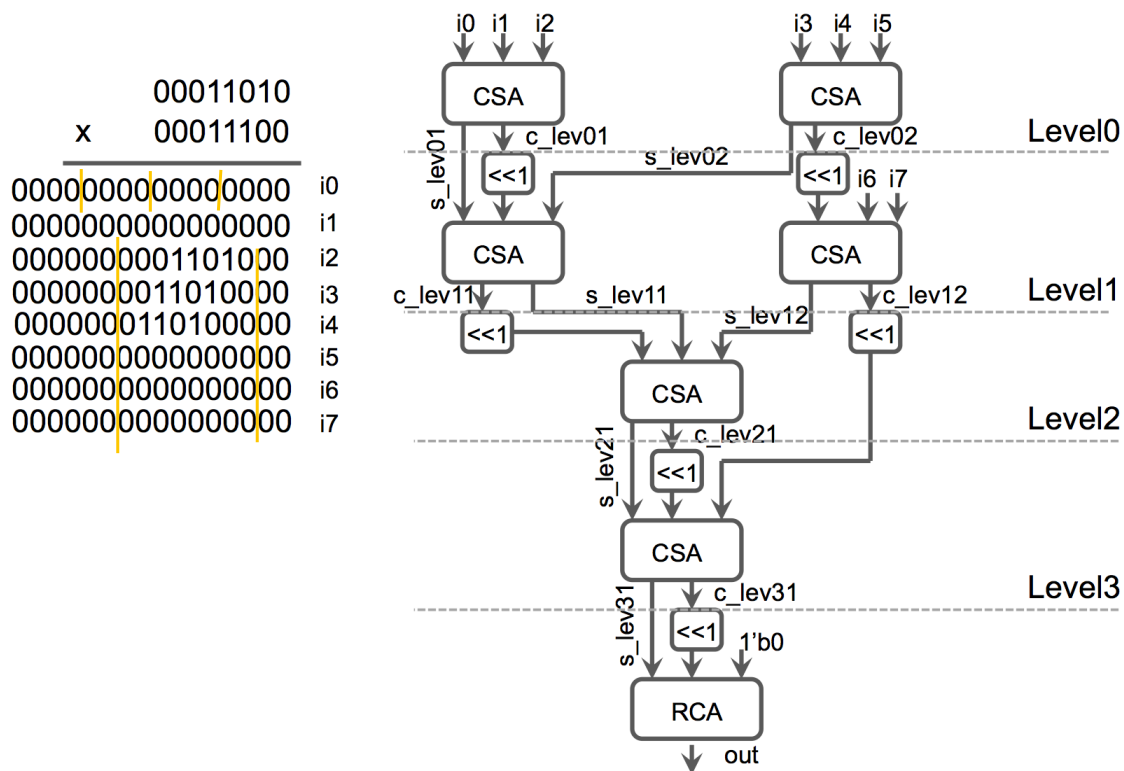 i0 i1 i2 i3 i4 i5
00011010
x 00011100
CSA CSA
s_lev01 c_lev01 s_lev02 c_lev02 Level0
<<1 <<1
i6 i7
0000000000000000 i0
0000000000000000 i1
0000000001101000 i2
0000000011010000 i3
0000000110100000 i4
0000000000000000 i5
0000000000000000 i6
0000000000000000 i7
CSA CSA
c_lev11 s_lev11 s_lev12 c_lev12 Level1
<<1 <<1
CSA
s_lev21 c_lev21 Level2
<<1
CSA
s_lev31 c_lev31 Level3
<<1 1'b0
RCA
out